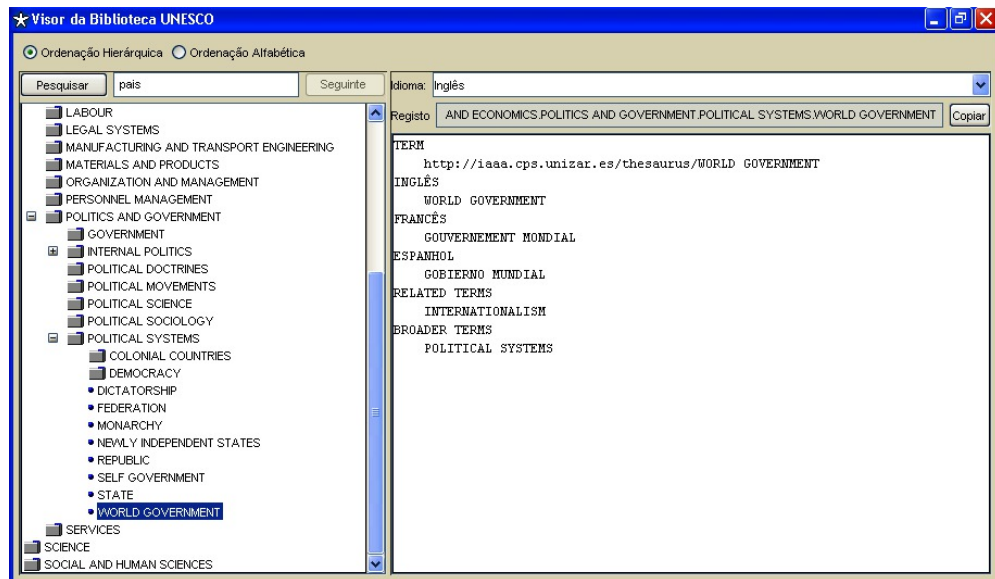 Visor da Biblioteca UNESCO
Ordenação Hierárquica Ordenação Alfabética
Pesquisar pais Seguinte
Idioma: Inglês
Registo AND ECONOMICS.POLITICS AND GOVERNMENT.POLITICAL SYSTEMS.WORLD GOVERNMENT Copiar
LABOUR
LEGAL SYSTEMS
MANUFACTURING AND TRANSPORT ENGINEERING
MATERIALS AND PRODUCTS
ORGANIZATION AND MANAGEMENT
PERSONNEL MANAGEMENT
POLITICS AND GOVERNMENT
GOVERNMENT
INTERNAL POLITICS
POLITICAL DOCTRINES
POLITICAL MOVEMENTS
POLITICAL SCIENCE
POLITICAL SOCIOLOGY
POLITICAL SYSTEMS
COLONIAL COUNTRIES
DEMOCRACY
DICTATORSHIP
FEDERATION
MONARCHY
NEWLY INDEPENDENT STATES
REPUBLIC
SELF GOVERNMENT
STATE
WORLD GOVERNMENT
SERVICES
SCIENCE
SOCIAL AND HUMAN SCIENCES
TERM
http://iaaa.cps.unizar.es/thesaurus/WORLD GOVERNMENT
INGLÊS
WORLD GOVERNMENT
FRANCÊS
GOUVERNEMENT MONDIAL
ESPANHOL
GOBIERNO MUNDIAL
RELATED TERMS
INTERNATIONALISM
BROADER TERMS
POLITICAL SYSTEMS